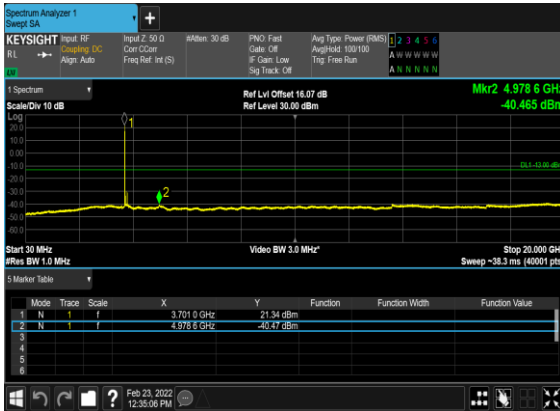 Spectrum Analyzer 1
Swept SA
KEYSIGHT Input: RF Input Z: 50 Ω #Atten: 30 dB PNO: Fast Avg Type: Power (RMS) 1 2 3 4 5 6
RL Coupling: DC Corr CCorr Gate: Off Avg|Hold: 100/100 A W W W W W
Align: Auto Freq Ref: Int (S) IF Gain: Low Trig: Free Run
Sig Track: Off A N N N N N
1 Spectrum Mkr2 4.978 6 GHz
Ref Lvl Offset 16.07 dB
Scale/Div 10 dB Ref Level 30.00 dBm -40.465 dBm
Log
1
20.0
10.0
0.00
-10.0 DL1 -13.00 dBm
-20.0
-30.0
2
-40.0
-50.0
-60.0
Start 30 MHz Video BW 3.0 MHz* Stop 20.000 GHz
#Res BW 1.0 MHz Sweep ~38.3 ms (40001 pts
5 Marker Table
Mode Trace Scale X Y Function Function Width Function Value
1 N 1 f 3.701 0 GHz 21.34 dBm
2 N 1 f 4.978 6 GHz -40.47 dBm
3
4
5
6
Feb 23, 2022
12:35:06 PM